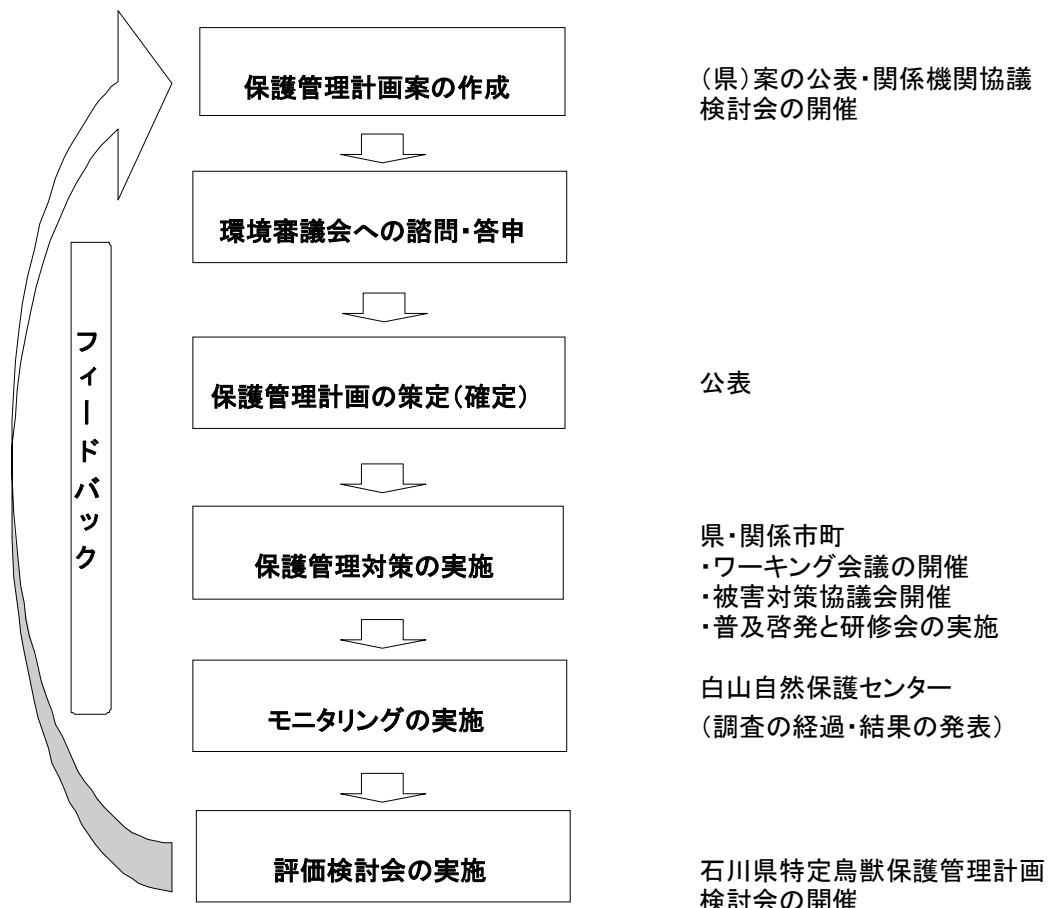 保護管理計画案の作成
(県)案の公表・関係機関協議
検討会の開催
環境審議会への諮問・答申
フィードバック
保護管理計画の策定(確定)
公表
保護管理対策の実施
県・関係市町
・ワーキング会議の開催
・被害対策協議会開催
・普及啓発と研修会の実施
モニタリングの実施
白山自然保護センター
(調査の経過・結果の発表)
評価検討会の実施
石川県特定鳥獣保護管理計画
検討会の開催